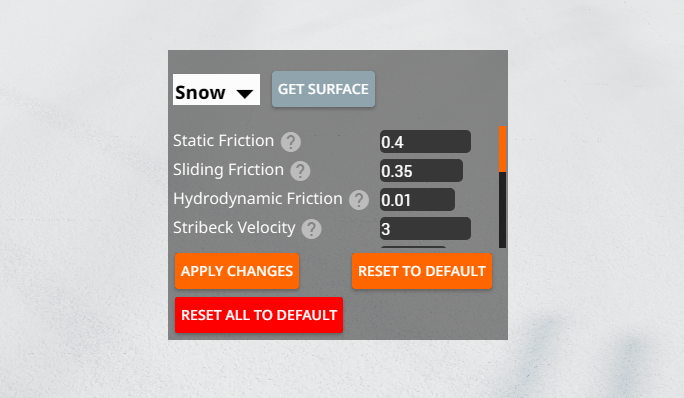 Snow GET SURFACE
Static Friction ? 0.4
Sliding Friction ? 0.35
Hydrodynamic Friction ? 0.01
Stribeck Velocity ? 3
APPLY CHANGES RESET TO DEFAULT
RESET ALL TO DEFAULT